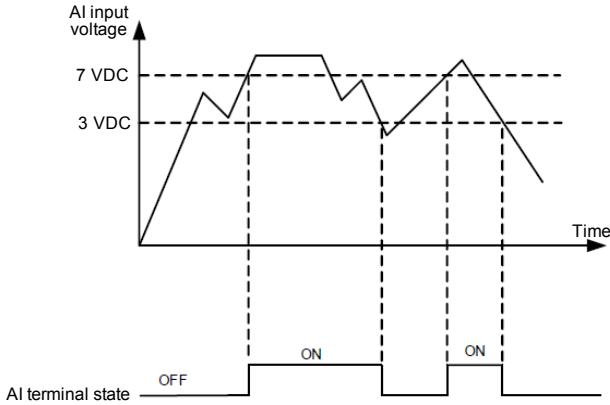 AI input
voltage
7 VDC
3 VDC
Time
ON
ON
OFF
AI terminal state